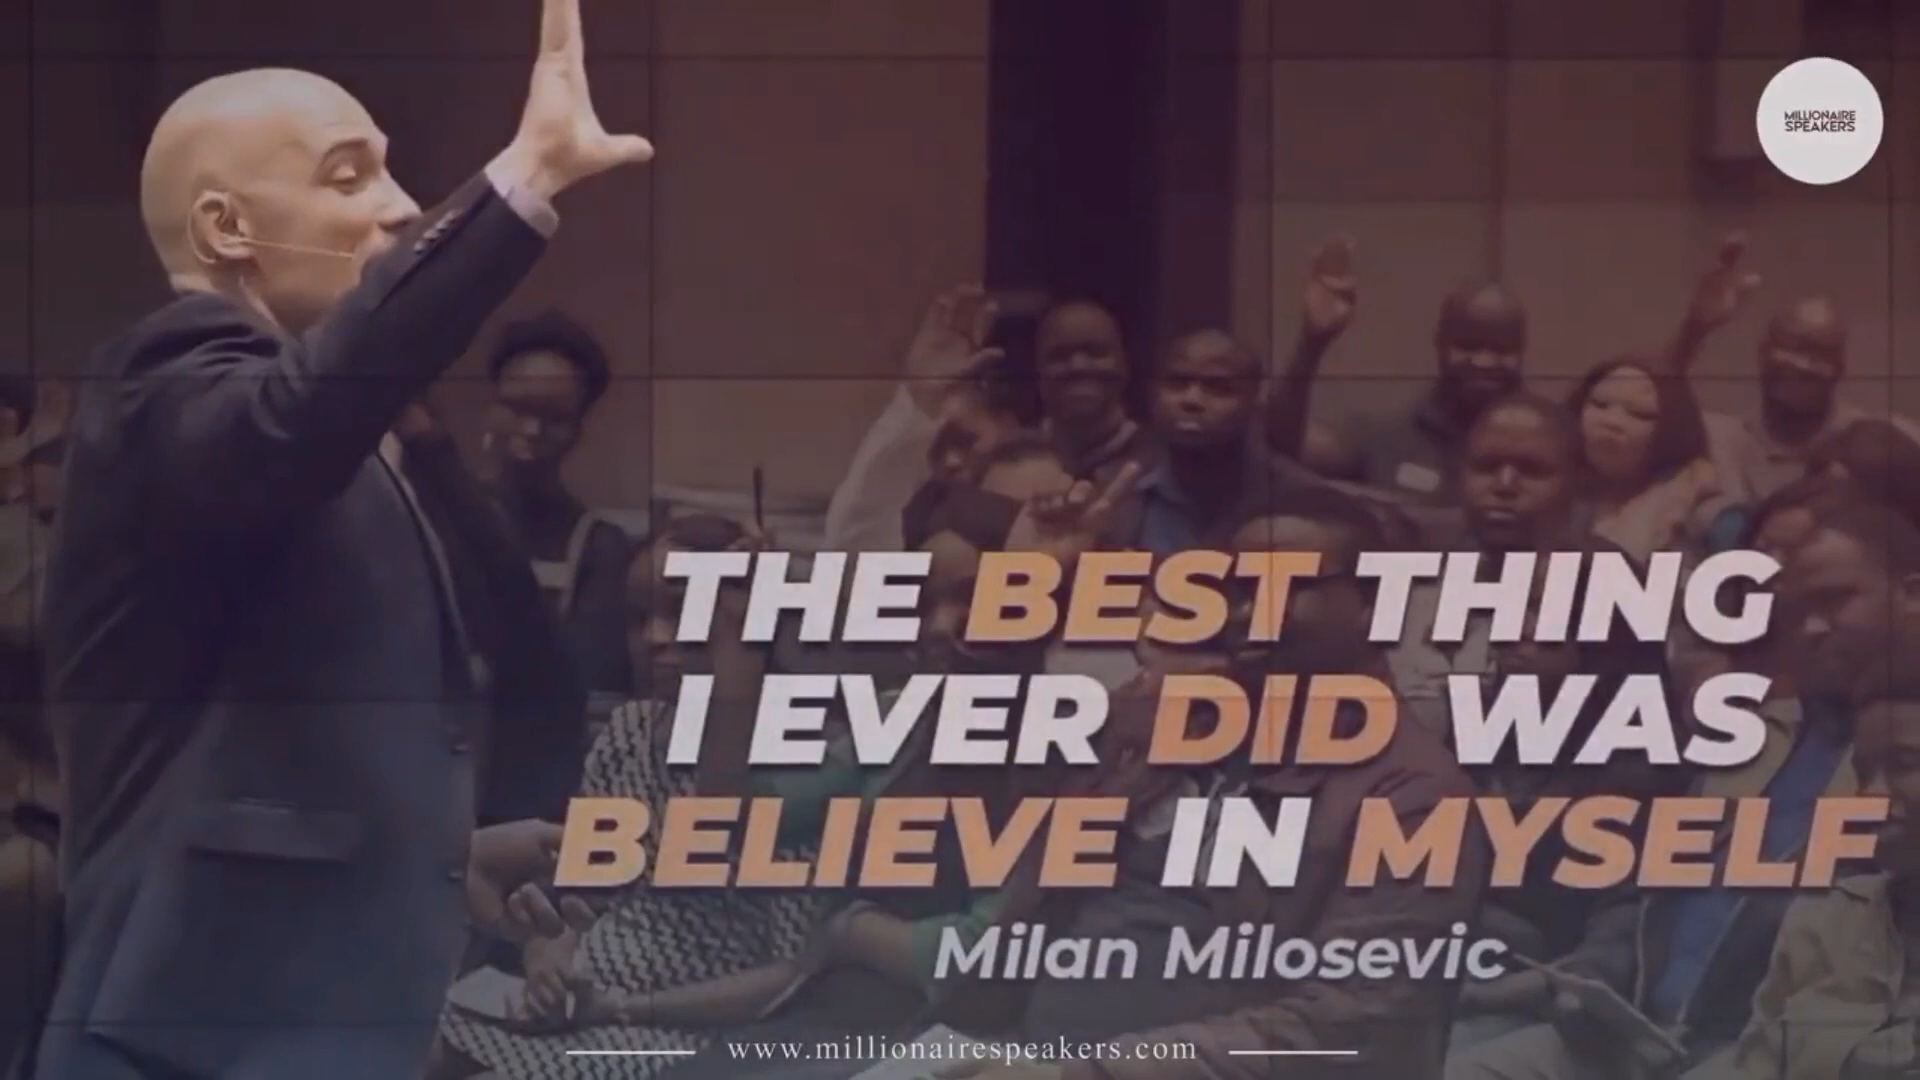 MILLIONAIRE
SPEAKERS
THE BEST THING
I EVER DID WAS
BELIEVE IN MYSELF
Milan Milosevic
www.millionairespeakers.com